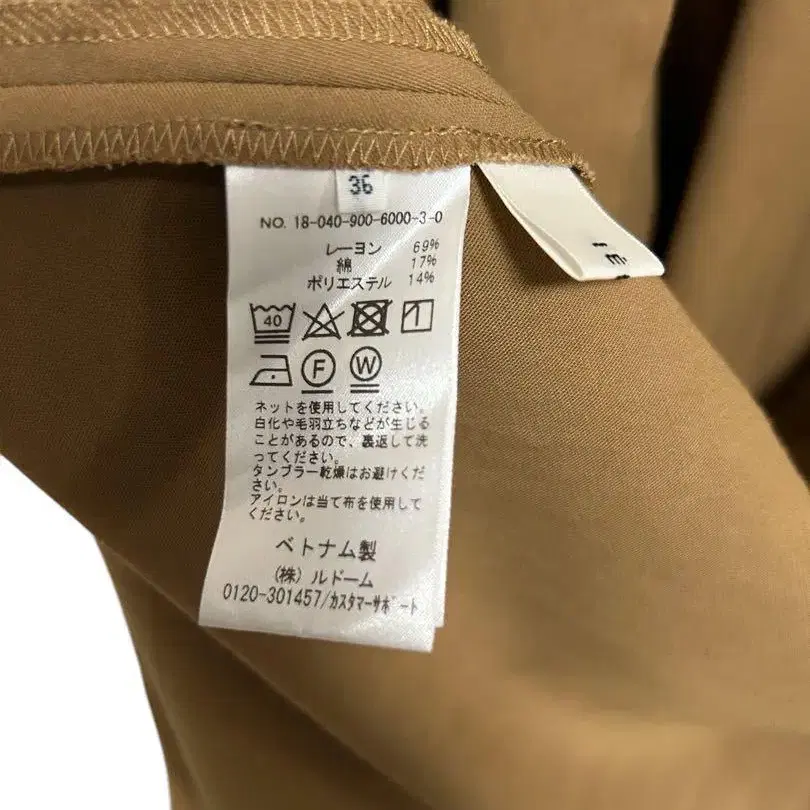 36
NO. 18-040-900-6000-3-0
レーヨン 69%
綿 17%
ポリエステル 14%
40
F W
ネットを使用してください。
白化や毛羽立ちなどが生じる
ことがあるので、裏返して洗
ってください。
タンブラー乾燥はお避けくだ
さい。
アイロンは当て布を使用して
ください。
ベトナム製
(株) ルドーム
0120-301457/カスタマーサポート